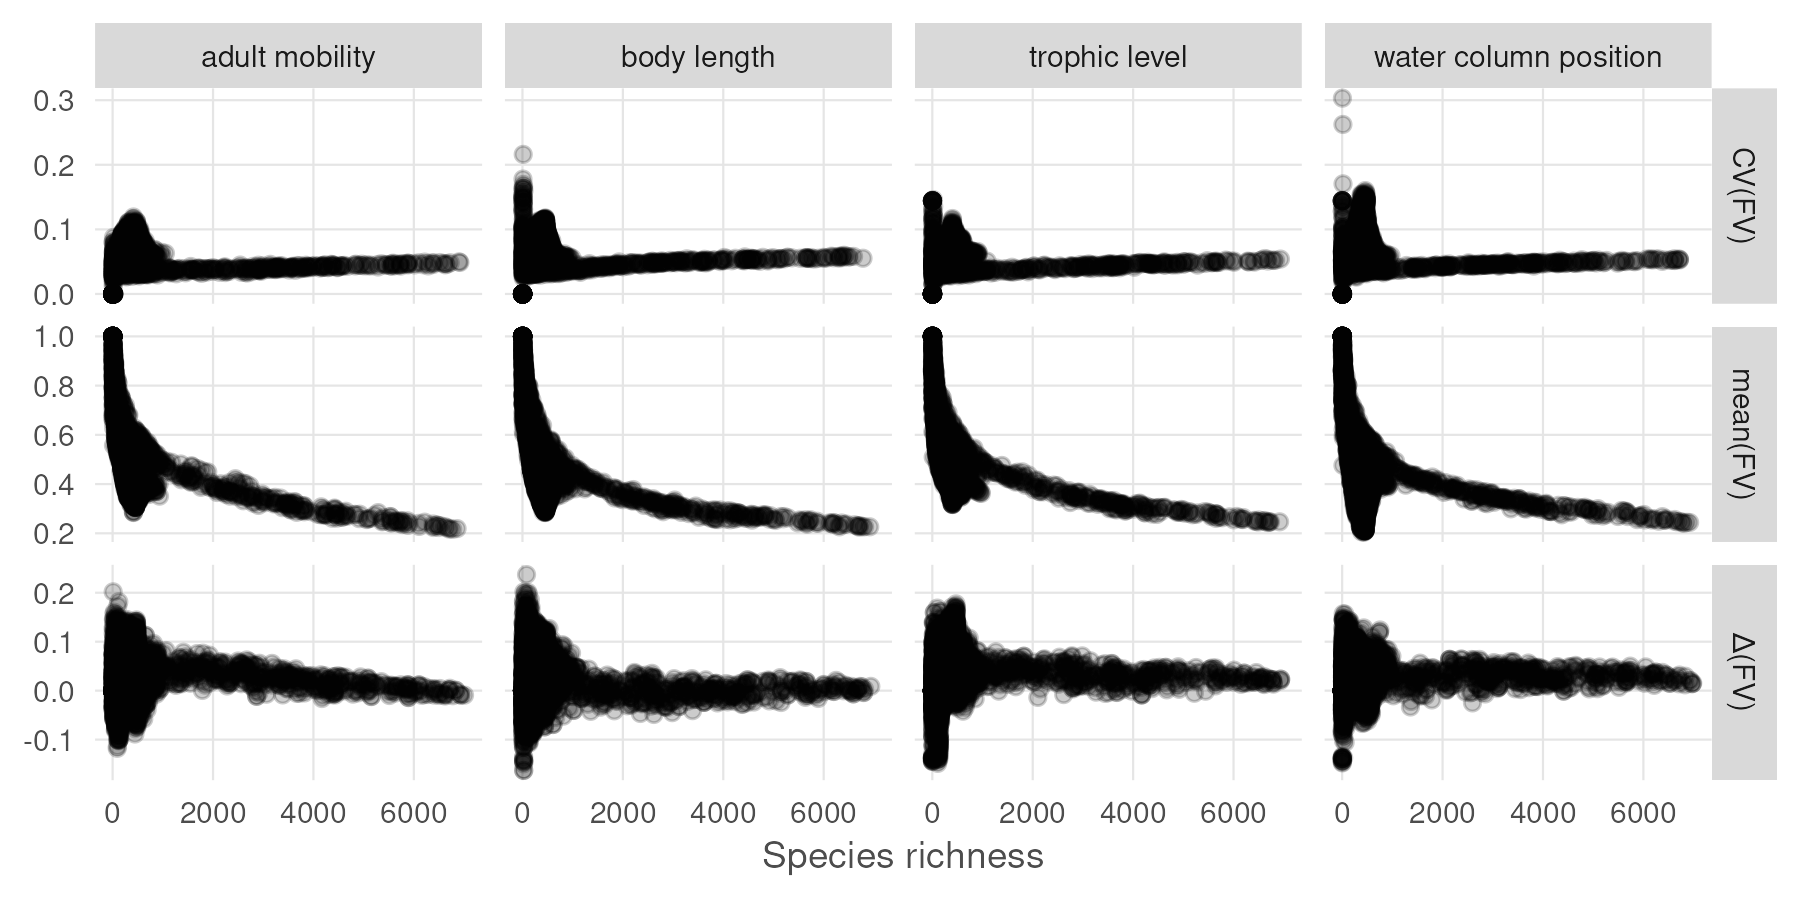 adult mobility body length trophic level water column position
0.3
0.2
0.1
0.0
CV(FV)
1.0
0.8
0.6
0.4
0.2
mean(FV)
0.2
0.1
0.0
-0.1
Δ(FV)
0 2000 4000 6000 0 2000 4000 6000 0 2000 4000 6000 0 2000 4000 6000
Species richness